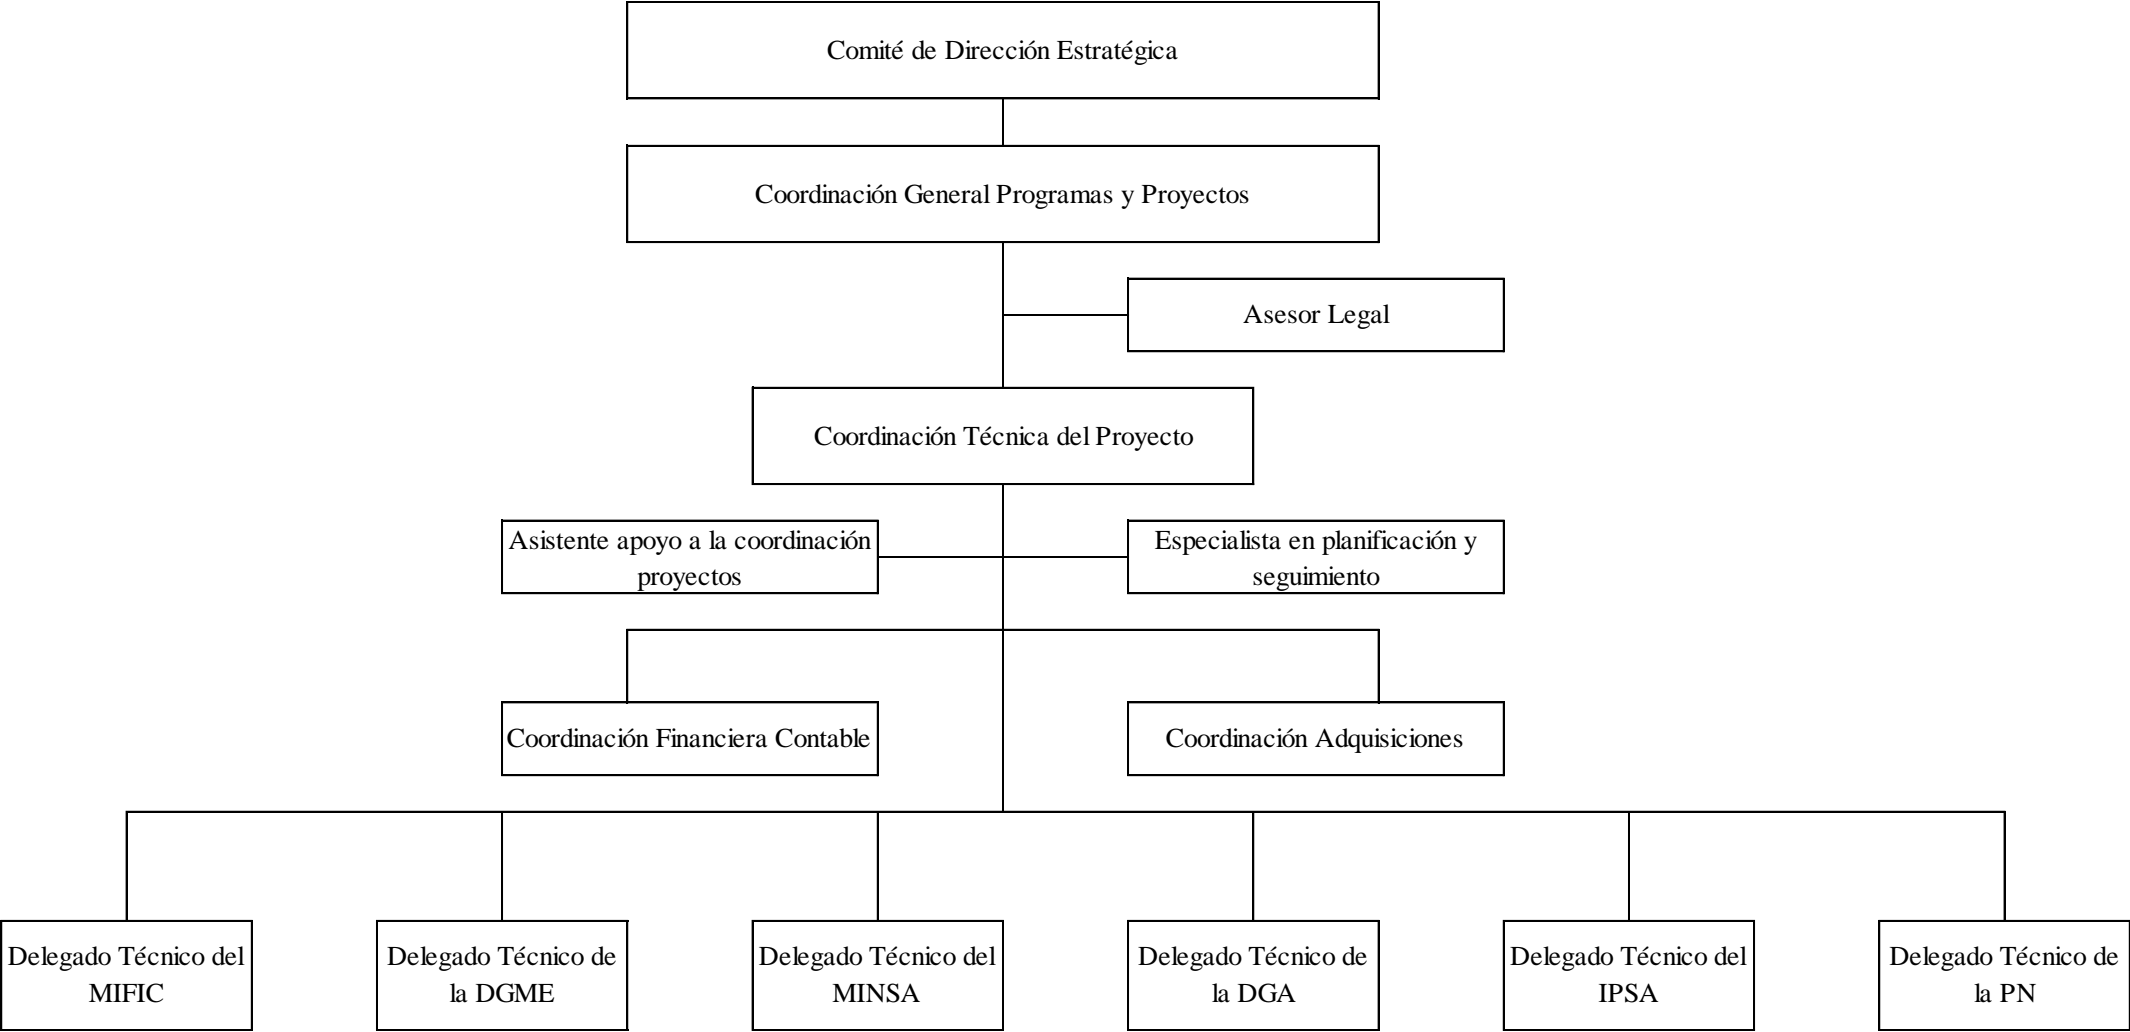 Comité de Dirección Estratégica
Coordinación General Programas y Proyectos
Asesor Legal
Coordinación Técnica del Proyecto
Asistente apoyo a la coordinación
proyectos
Especialista en planificación y
seguimiento
Coordinación Financiera Contable
Coordinación Adquisiciones
Delegado Técnico del
MIFIC
Delegado Técnico de
la DGME
Delegado Técnico del
MINSA
Delegado Técnico de
la DGA
Delegado Técnico del
IPSA
Delegado Técnico de
la PN